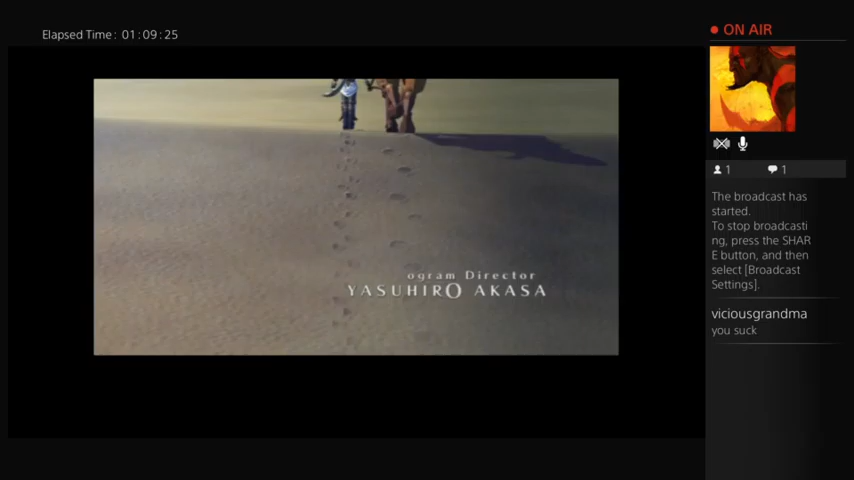 Elapsed Time: 01:09:25
ON AIR
1 1
The broadcast has
started.
To stop broadcasti
ng, press the SHAR
E button, and then
select [Broadcast
Settings].
viciousgrandma
you suck
ogram Director
YASUHIRO AKASA